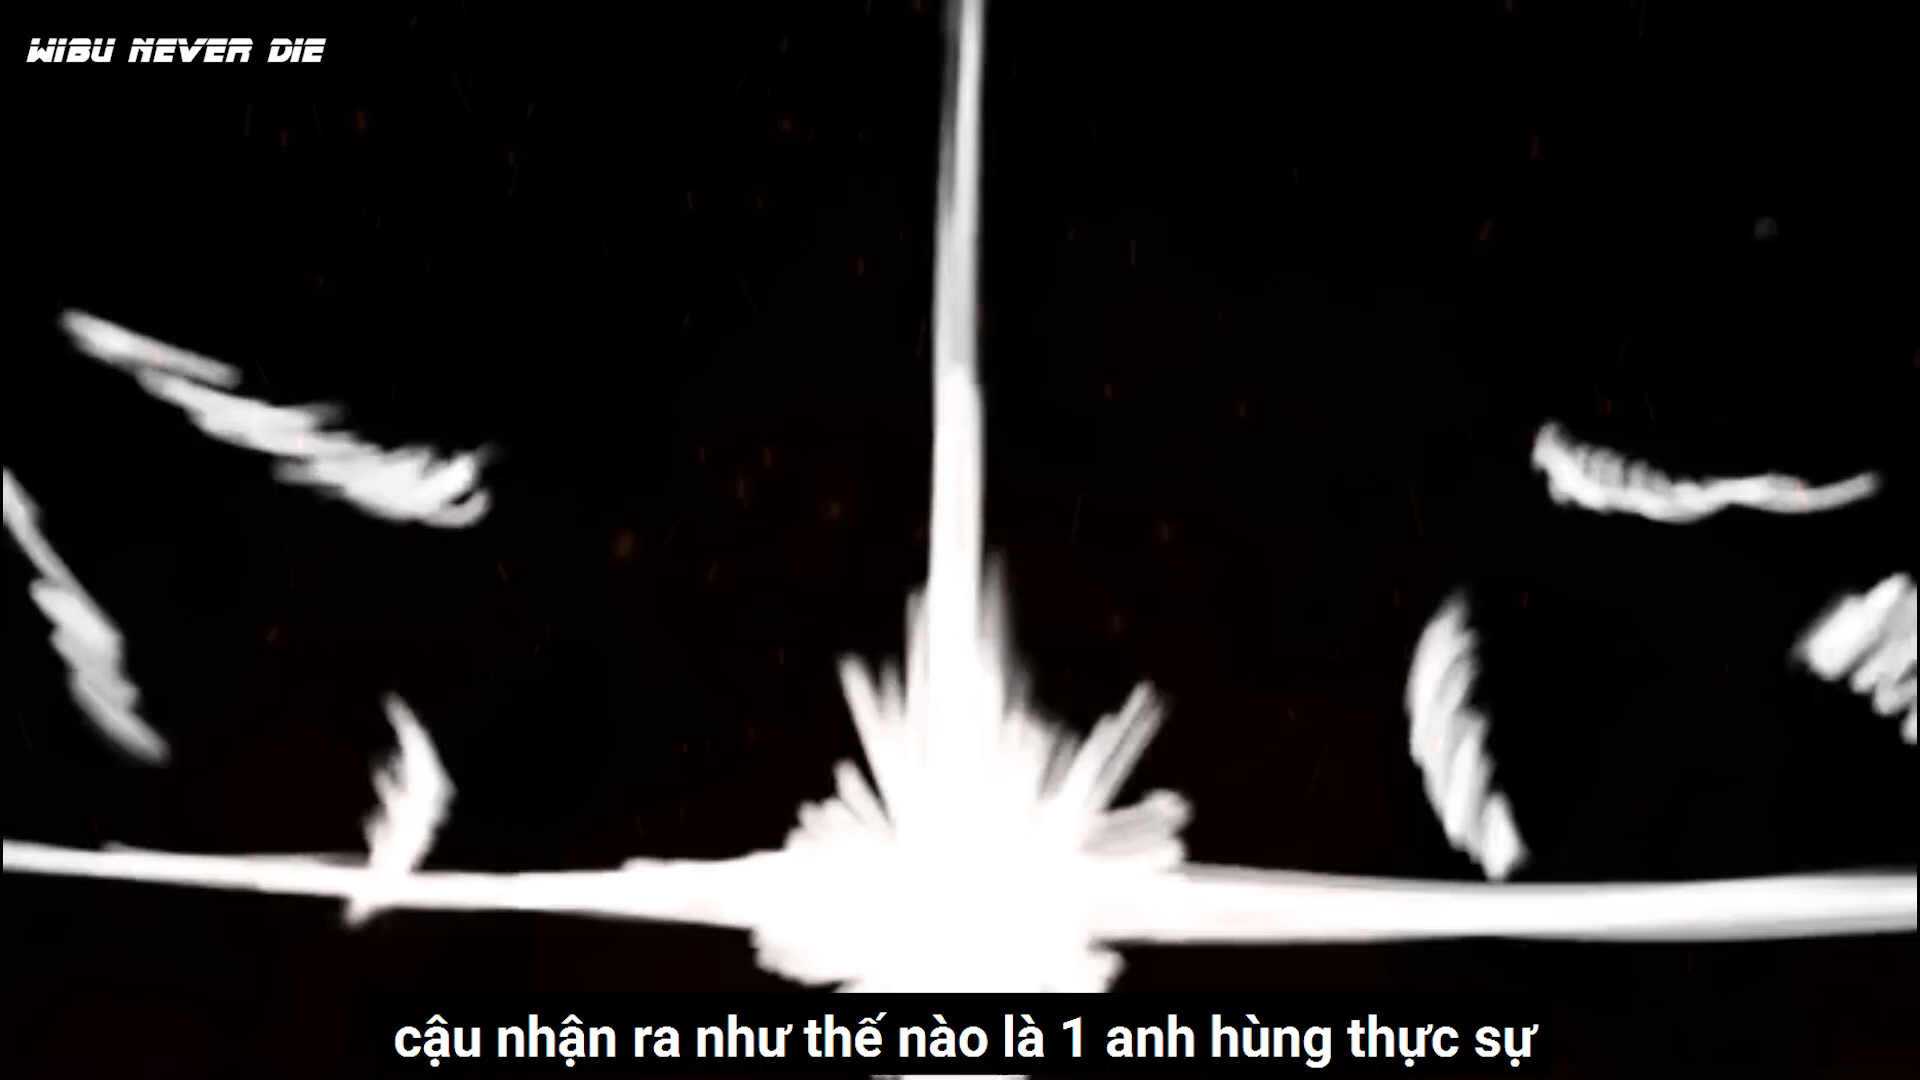 WIBU NEVER DIE
cậu nhận ra như thế nào là 1 anh hùng thực sự